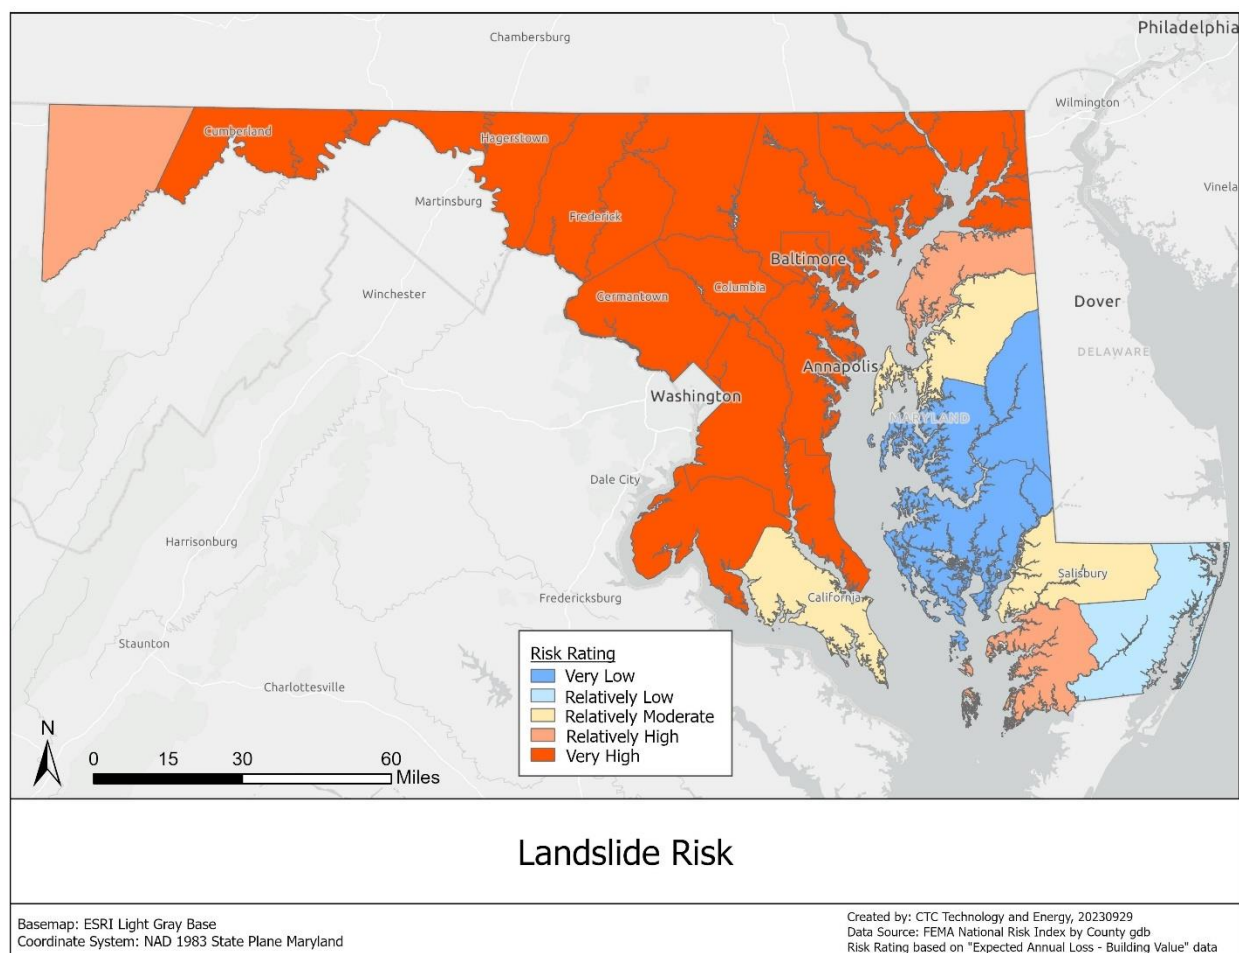 Philadelphia
Chambersburg
Wilmington
Cumberland
Hagerstown
Vinela
Martinsburg
Frederick
Baltimore
Winchester
Germantown
Columbia
Dover
DELAWARE
Annapolis
Washington
MARYLAND
Dale City
Harrisonburg
Salisbury
Fredericksburg
California
Staunton
Charlottesville
Risk Rating
Very Low
Relatively Low
Relatively Moderate
Relatively High
Very High
N
0 15 30 60
Miles
Landslide Risk
Basemap: ESRI Light Gray Base
Coordinate System: NAD 1983 State Plane Maryland
Created by: CTC Technology and Energy, 20230929
Data Source: FEMA National Risk Index by County gdb
Risk Rating based on "Expected Annual Loss - Building Value" data